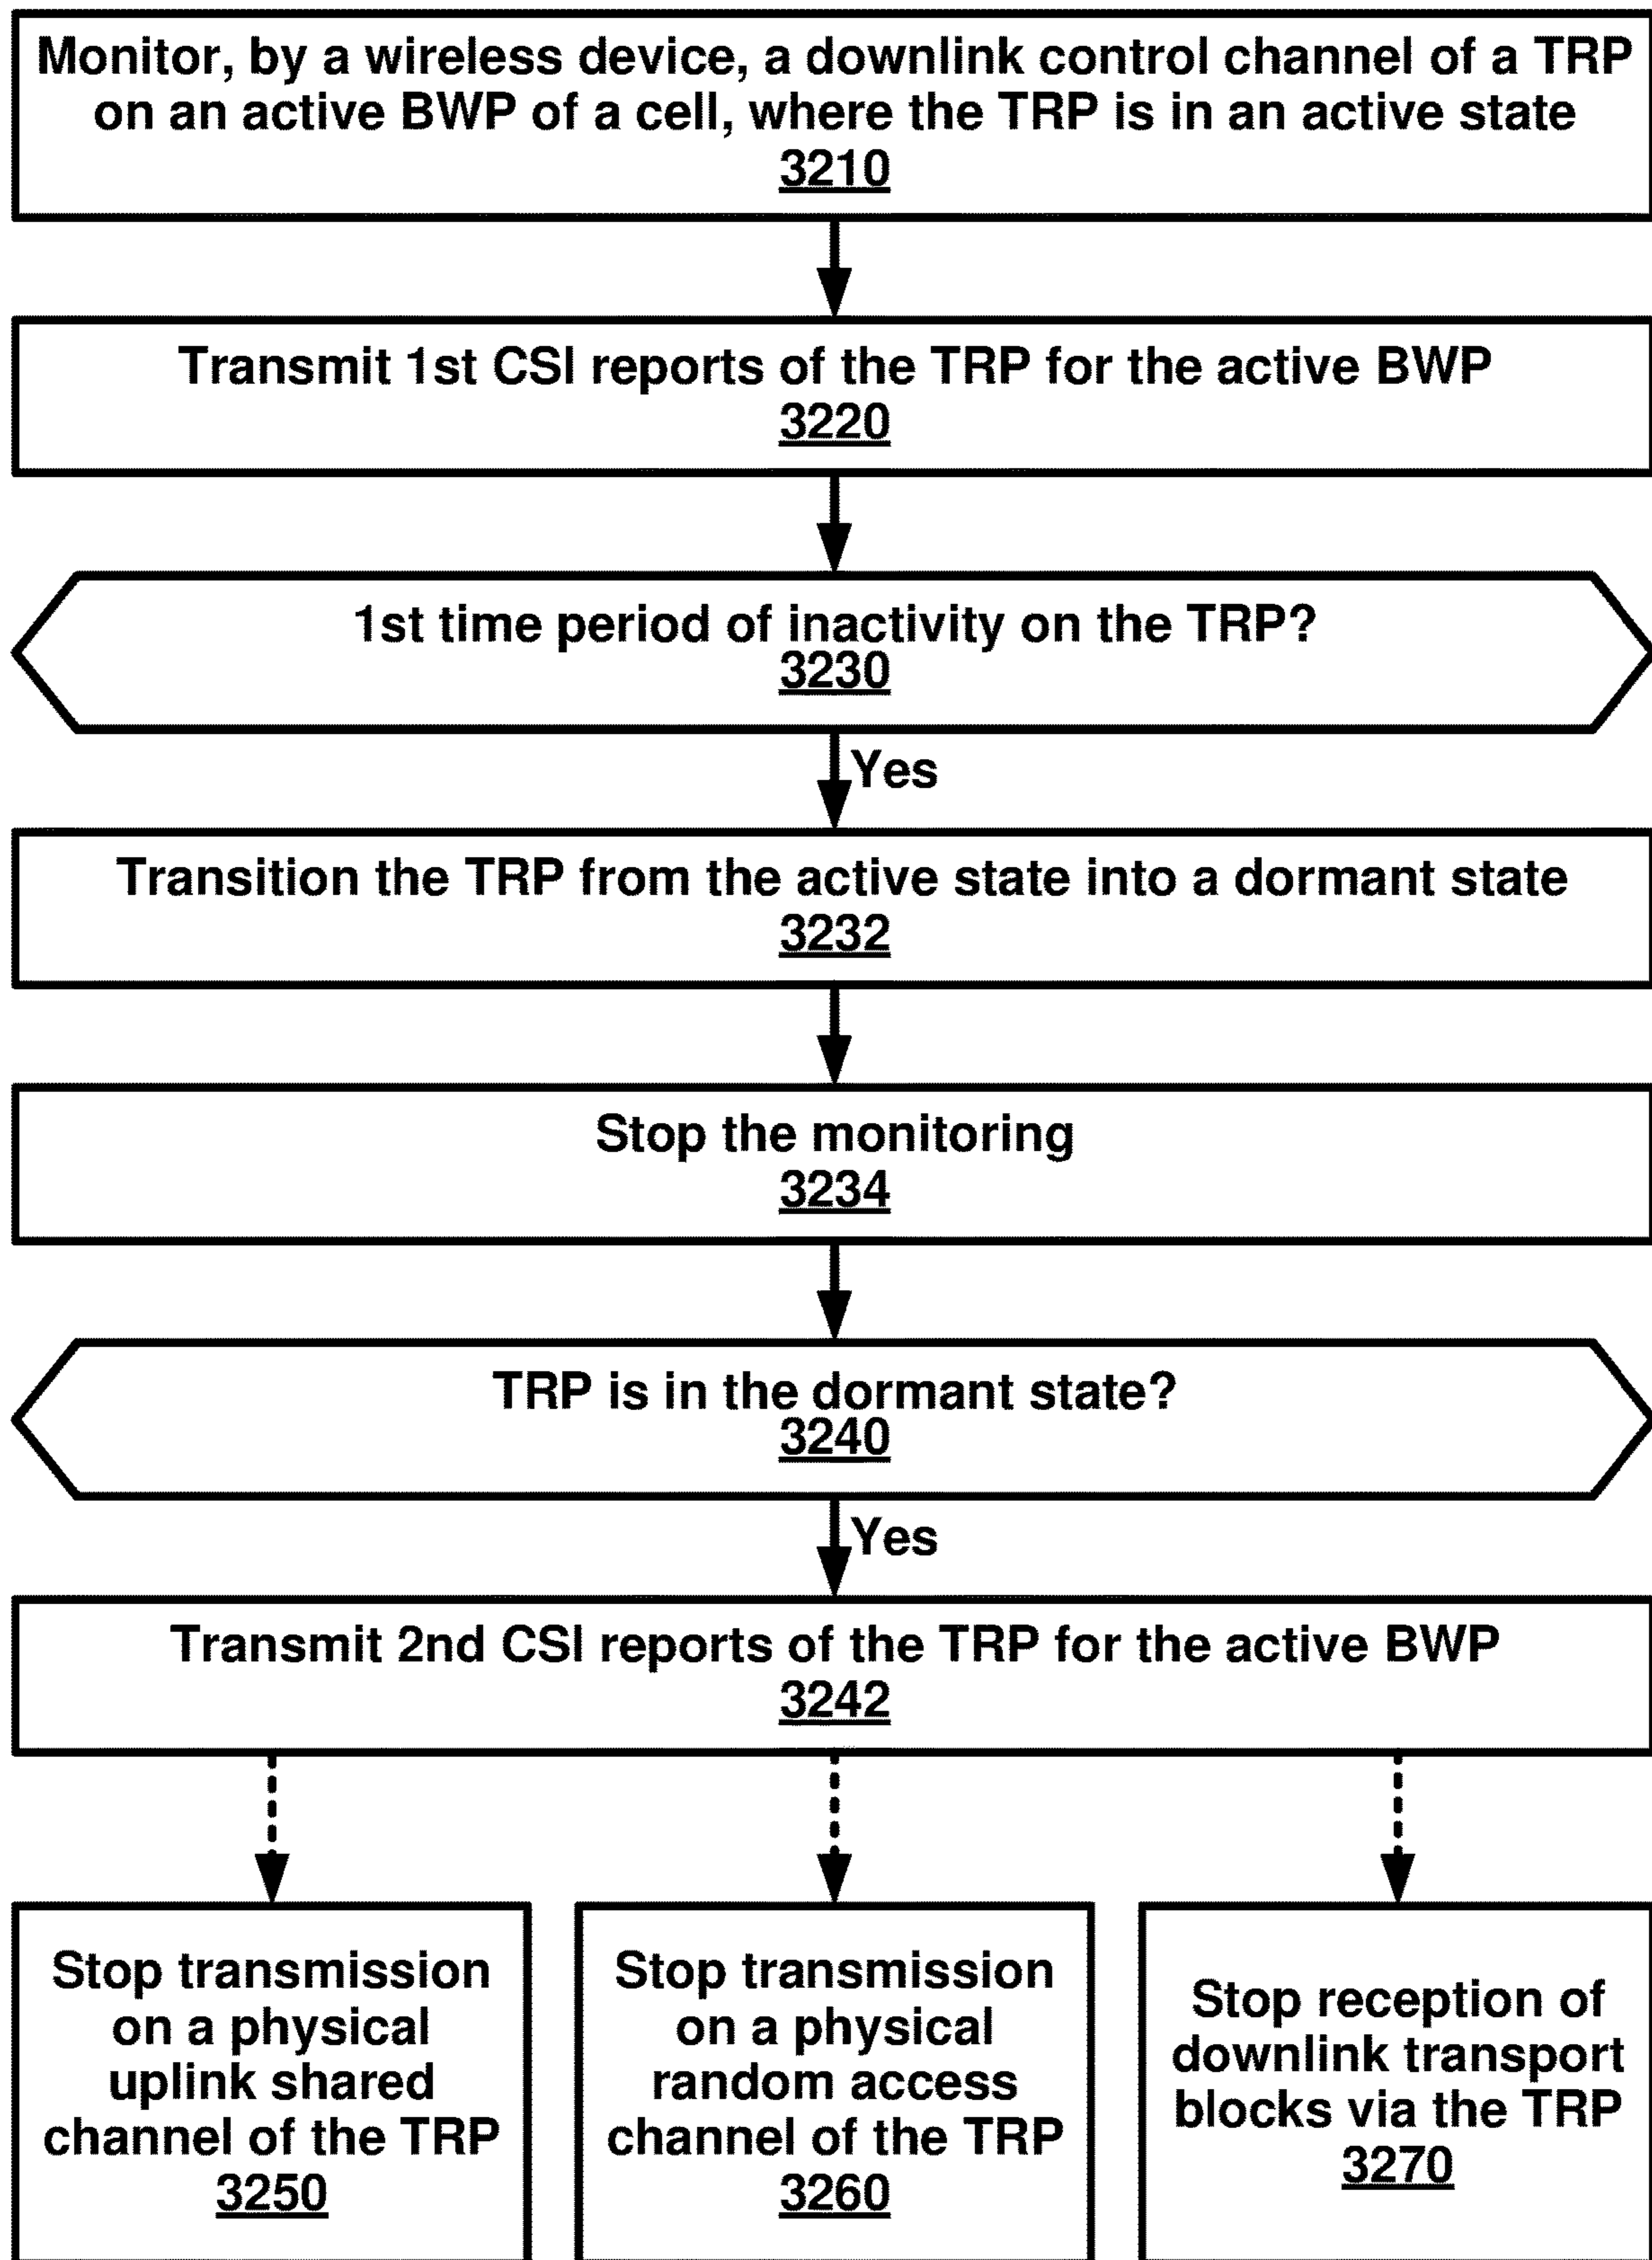 Monitor, by a wireless device, a downlink control channel of a TRP
on an active BWP of a cell, where the TRP is in an active state
3210
Transmit 1st CSI reports of the TRP for the active BWP
3220
1st time period of inactivity on the TRP?
3230
Yes
Transition the TRP from the active state into a dormant state
3232
Stop the monitoring
3234
TRP is in the dormant state?
3240
Yes
Transmit 2nd CSI reports of the TRP for the active BWP
3242
Stop transmission
on a physical
uplink shared
channel of the TRP
3250
Stop transmission
on a physical
random access
channel of the TRP
3260
Stop reception of
downlink transport
blocks via the TRP
3270